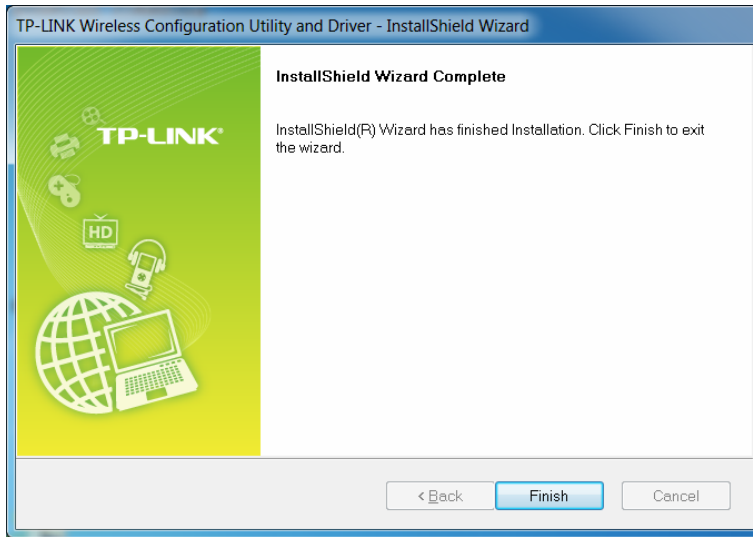 TP-LINK Wireless Configuration Utility and Driver - InstallShield Wizard
InstallShield Wizard Complete
InstallShield(R) Wizard has finished Installation. Click Finish to exit
the wizard.
TP-LINK®
HD
< Back
Finish
Cancel